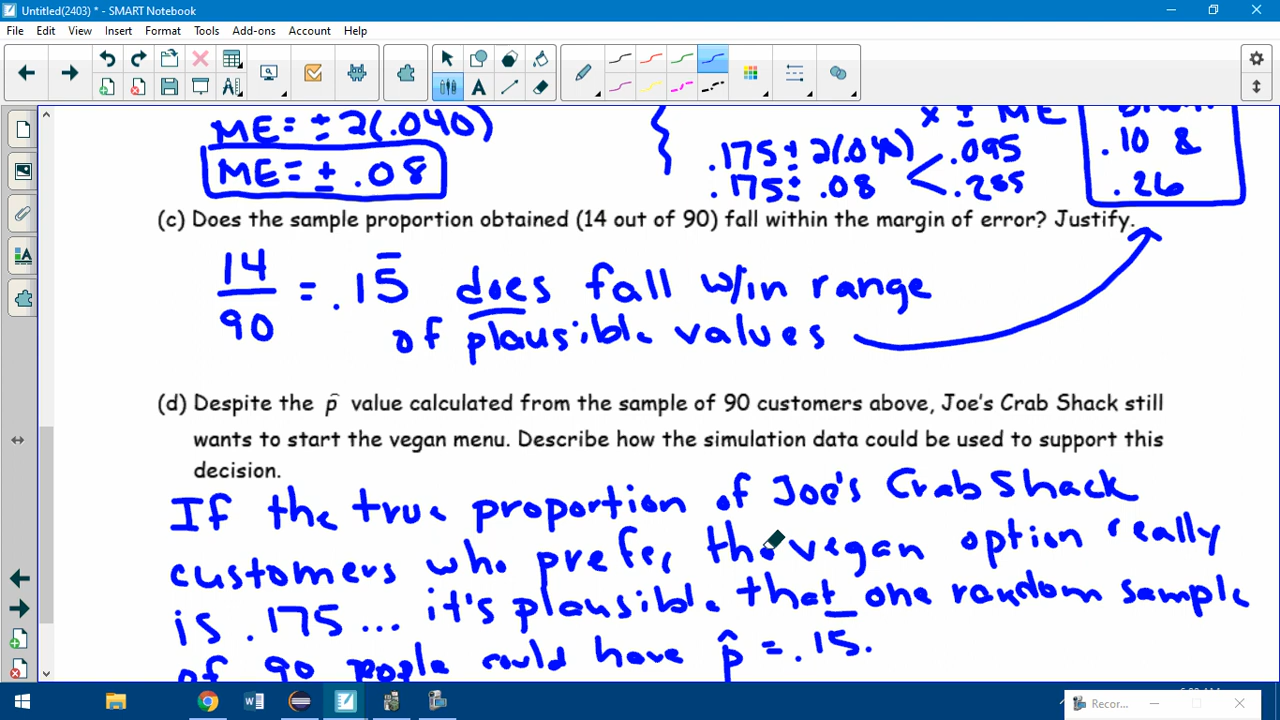 Untitled(2403) * - SMART Notebook
File Edit View Insert Format Tools Add-ons Account Help
ME = ± 2(.040)
ME = ± .08
x ± ME
.175 ± 2(.040) < .095
.175 ± .08 .255
.10 &
.26
(c) Does the sample proportion obtained (14 out of 90) fall within the margin of error? Justify.
14/90 = .15̅ does fall w/in range
of plausible values
(d) Despite the p̂ value calculated from the sample of 90 customers above, Joe's Crab Shack still
wants to start the vegan menu. Describe how the simulation data could be used to support this
decision.
If the true proportion of Joe's Crab Shack
customers who prefer the vegan option really
is .175 ... it's plausible that one random sample
of 90 people could have p̂ = .15.
Recor...